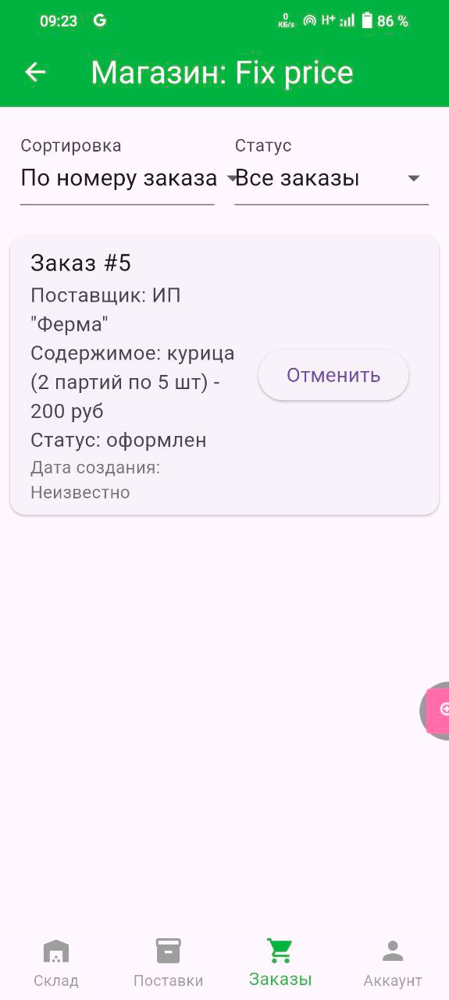 09:23 G 0 КБ/s H+ 86 %
Магазин: Fix price
Сортировка Статус
По номеру заказа Все заказы
Заказ #5
Поставщик: ИП
"Ферма"
Содержимое: курица
(2 партий по 5 шт) -
200 руб
Статус: оформлен
Дата создания:
Неизвестно
Отменить
Склад Поставки Заказы Аккаунт